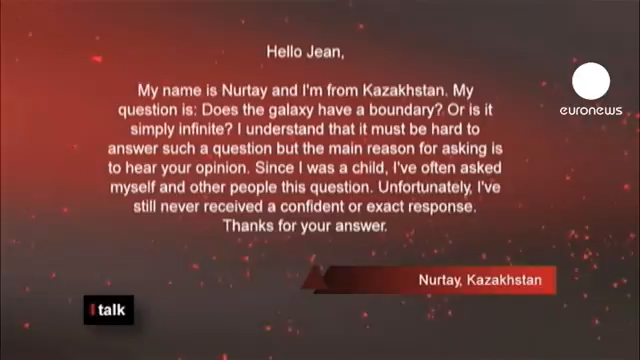 Hello Jean,
My name is Nurtay and I'm from Kazakhstan. My
question is: Does the galaxy have a boundary? Or is it
simply infinite? I understand that it must be hard to
answer such a question but the main reason for asking is
to hear your opinion. Since I was a child, I've often asked
myself and other people this question. Unfortunately, I've
still never received a confident or exact response.
Thanks for your answer.
euronews
Nurtay, Kazakhstan
I talk